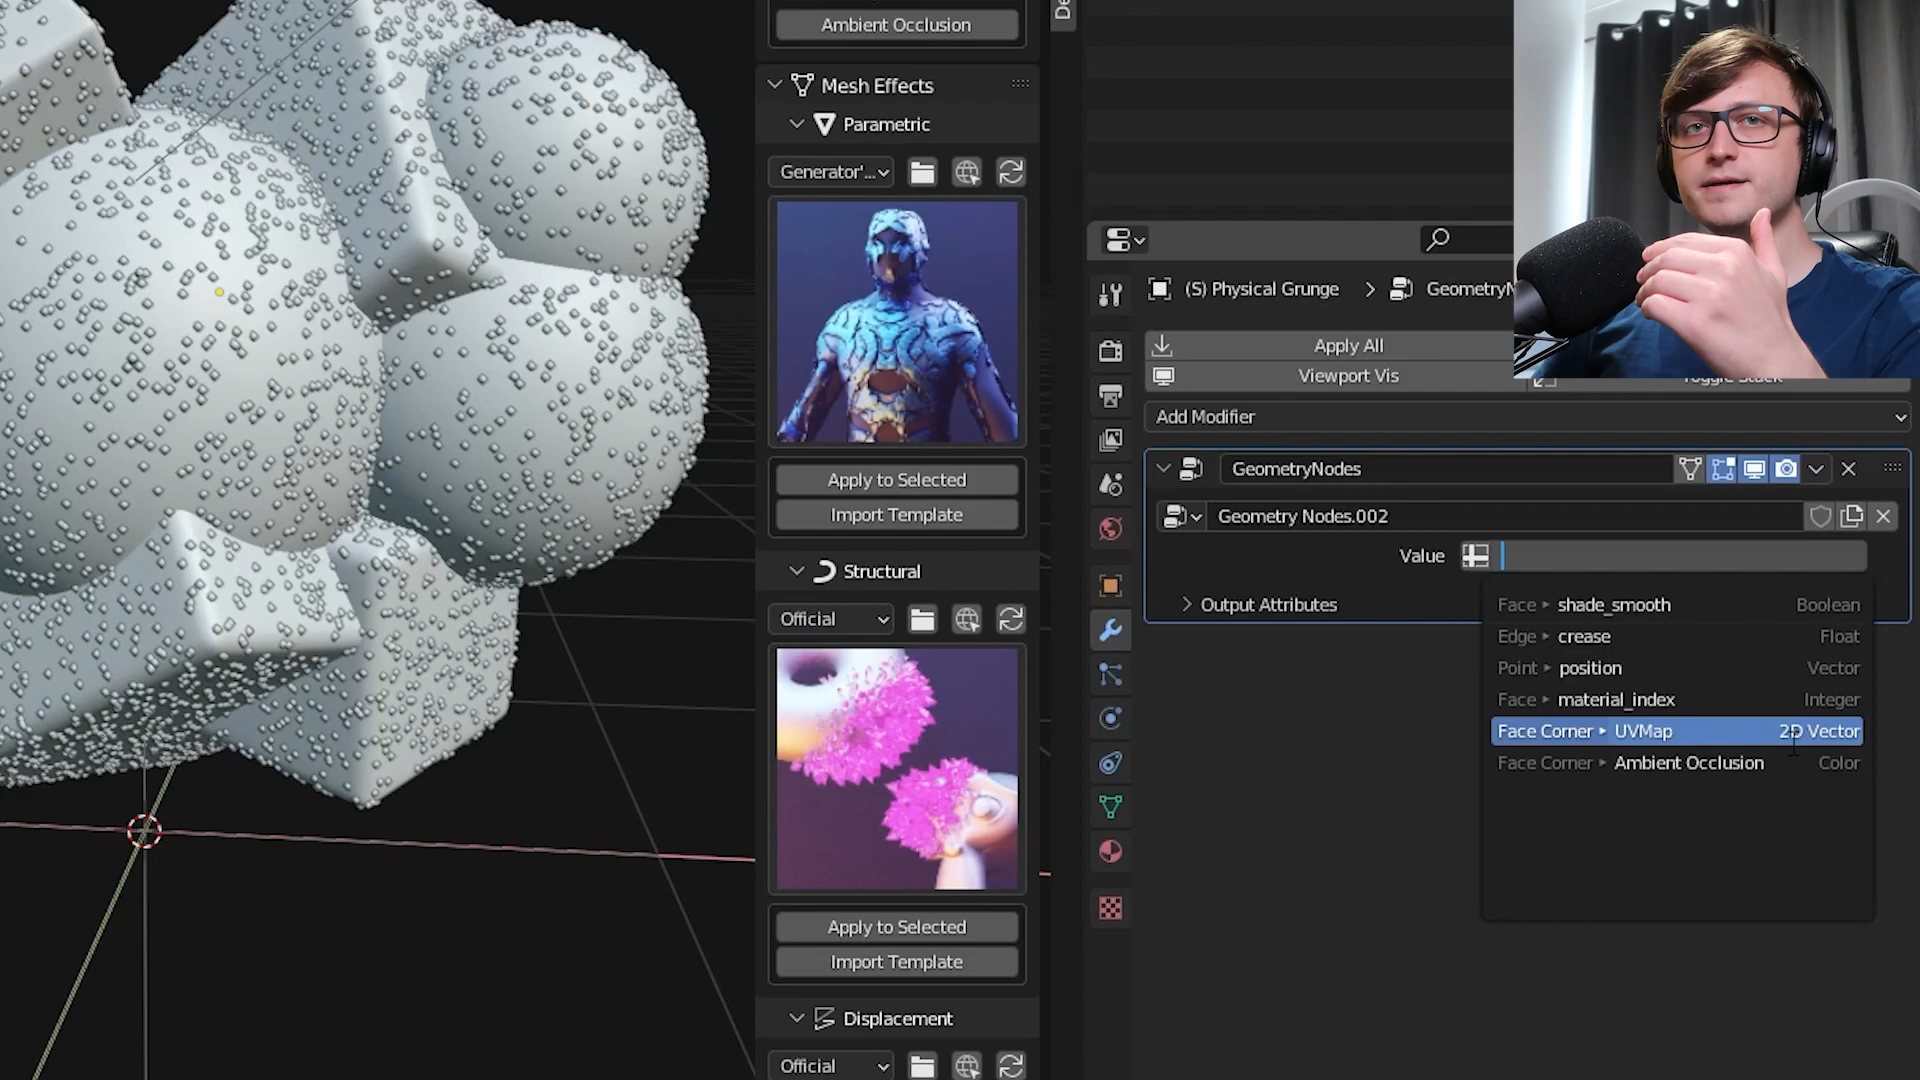 Ambient Occlusion
Mesh Effects
Parametric
Generator'...
Apply to Selected
Import Template
Structural
Official
Apply to Selected
Import Template
Displacement
Official
(S) Physical Grunge
Apply All
Viewport Vis
Add Modifier
GeometryNodes
Geometry Nodes.002
Value
Output Attributes
Face shade_smooth Boolean
Edge crease Float
Point position Vector
Face material_index Integer
Face Corner UVMap 2D Vector
Face Corner Ambient Occlusion Color